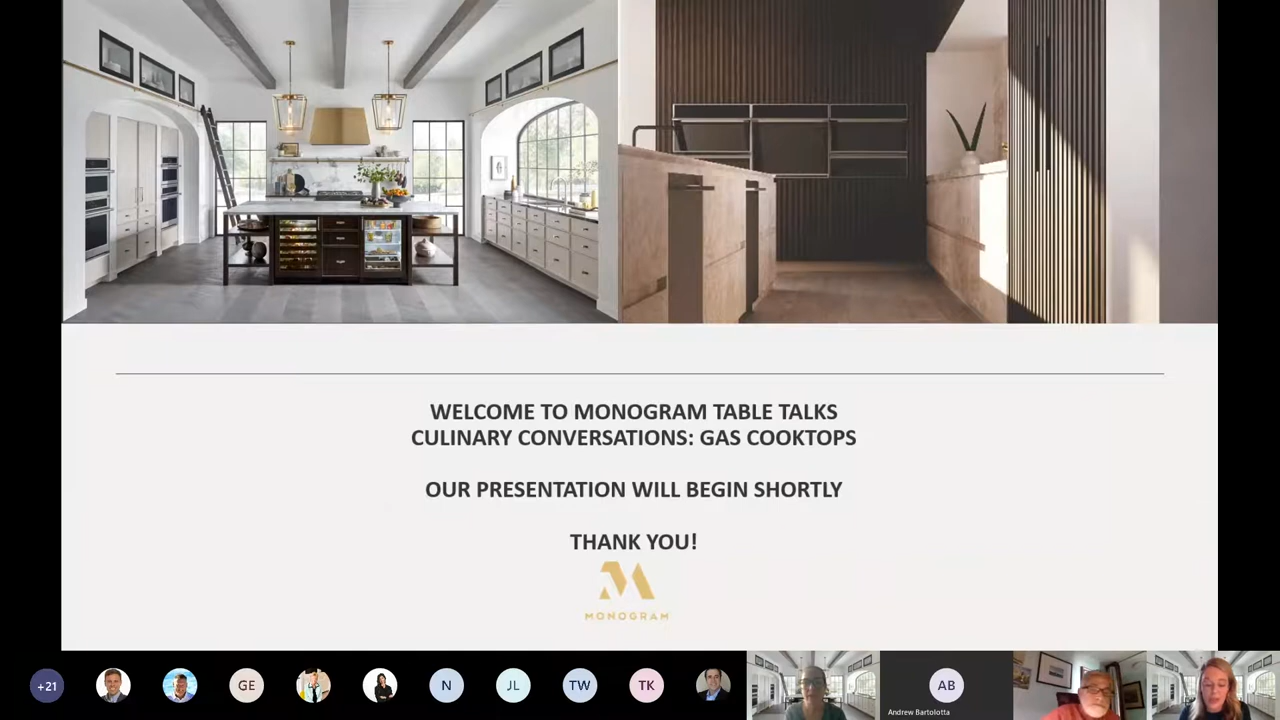 WELCOME TO MONOGRAM TABLE TALKS
CULINARY CONVERSATIONS: GAS COOKTOPS
OUR PRESENTATION WILL BEGIN SHORTLY
THANK YOU!
M
MONOGRAM
+21
GE
N
JL
TW
TK
AB
Andrew Bartolotta